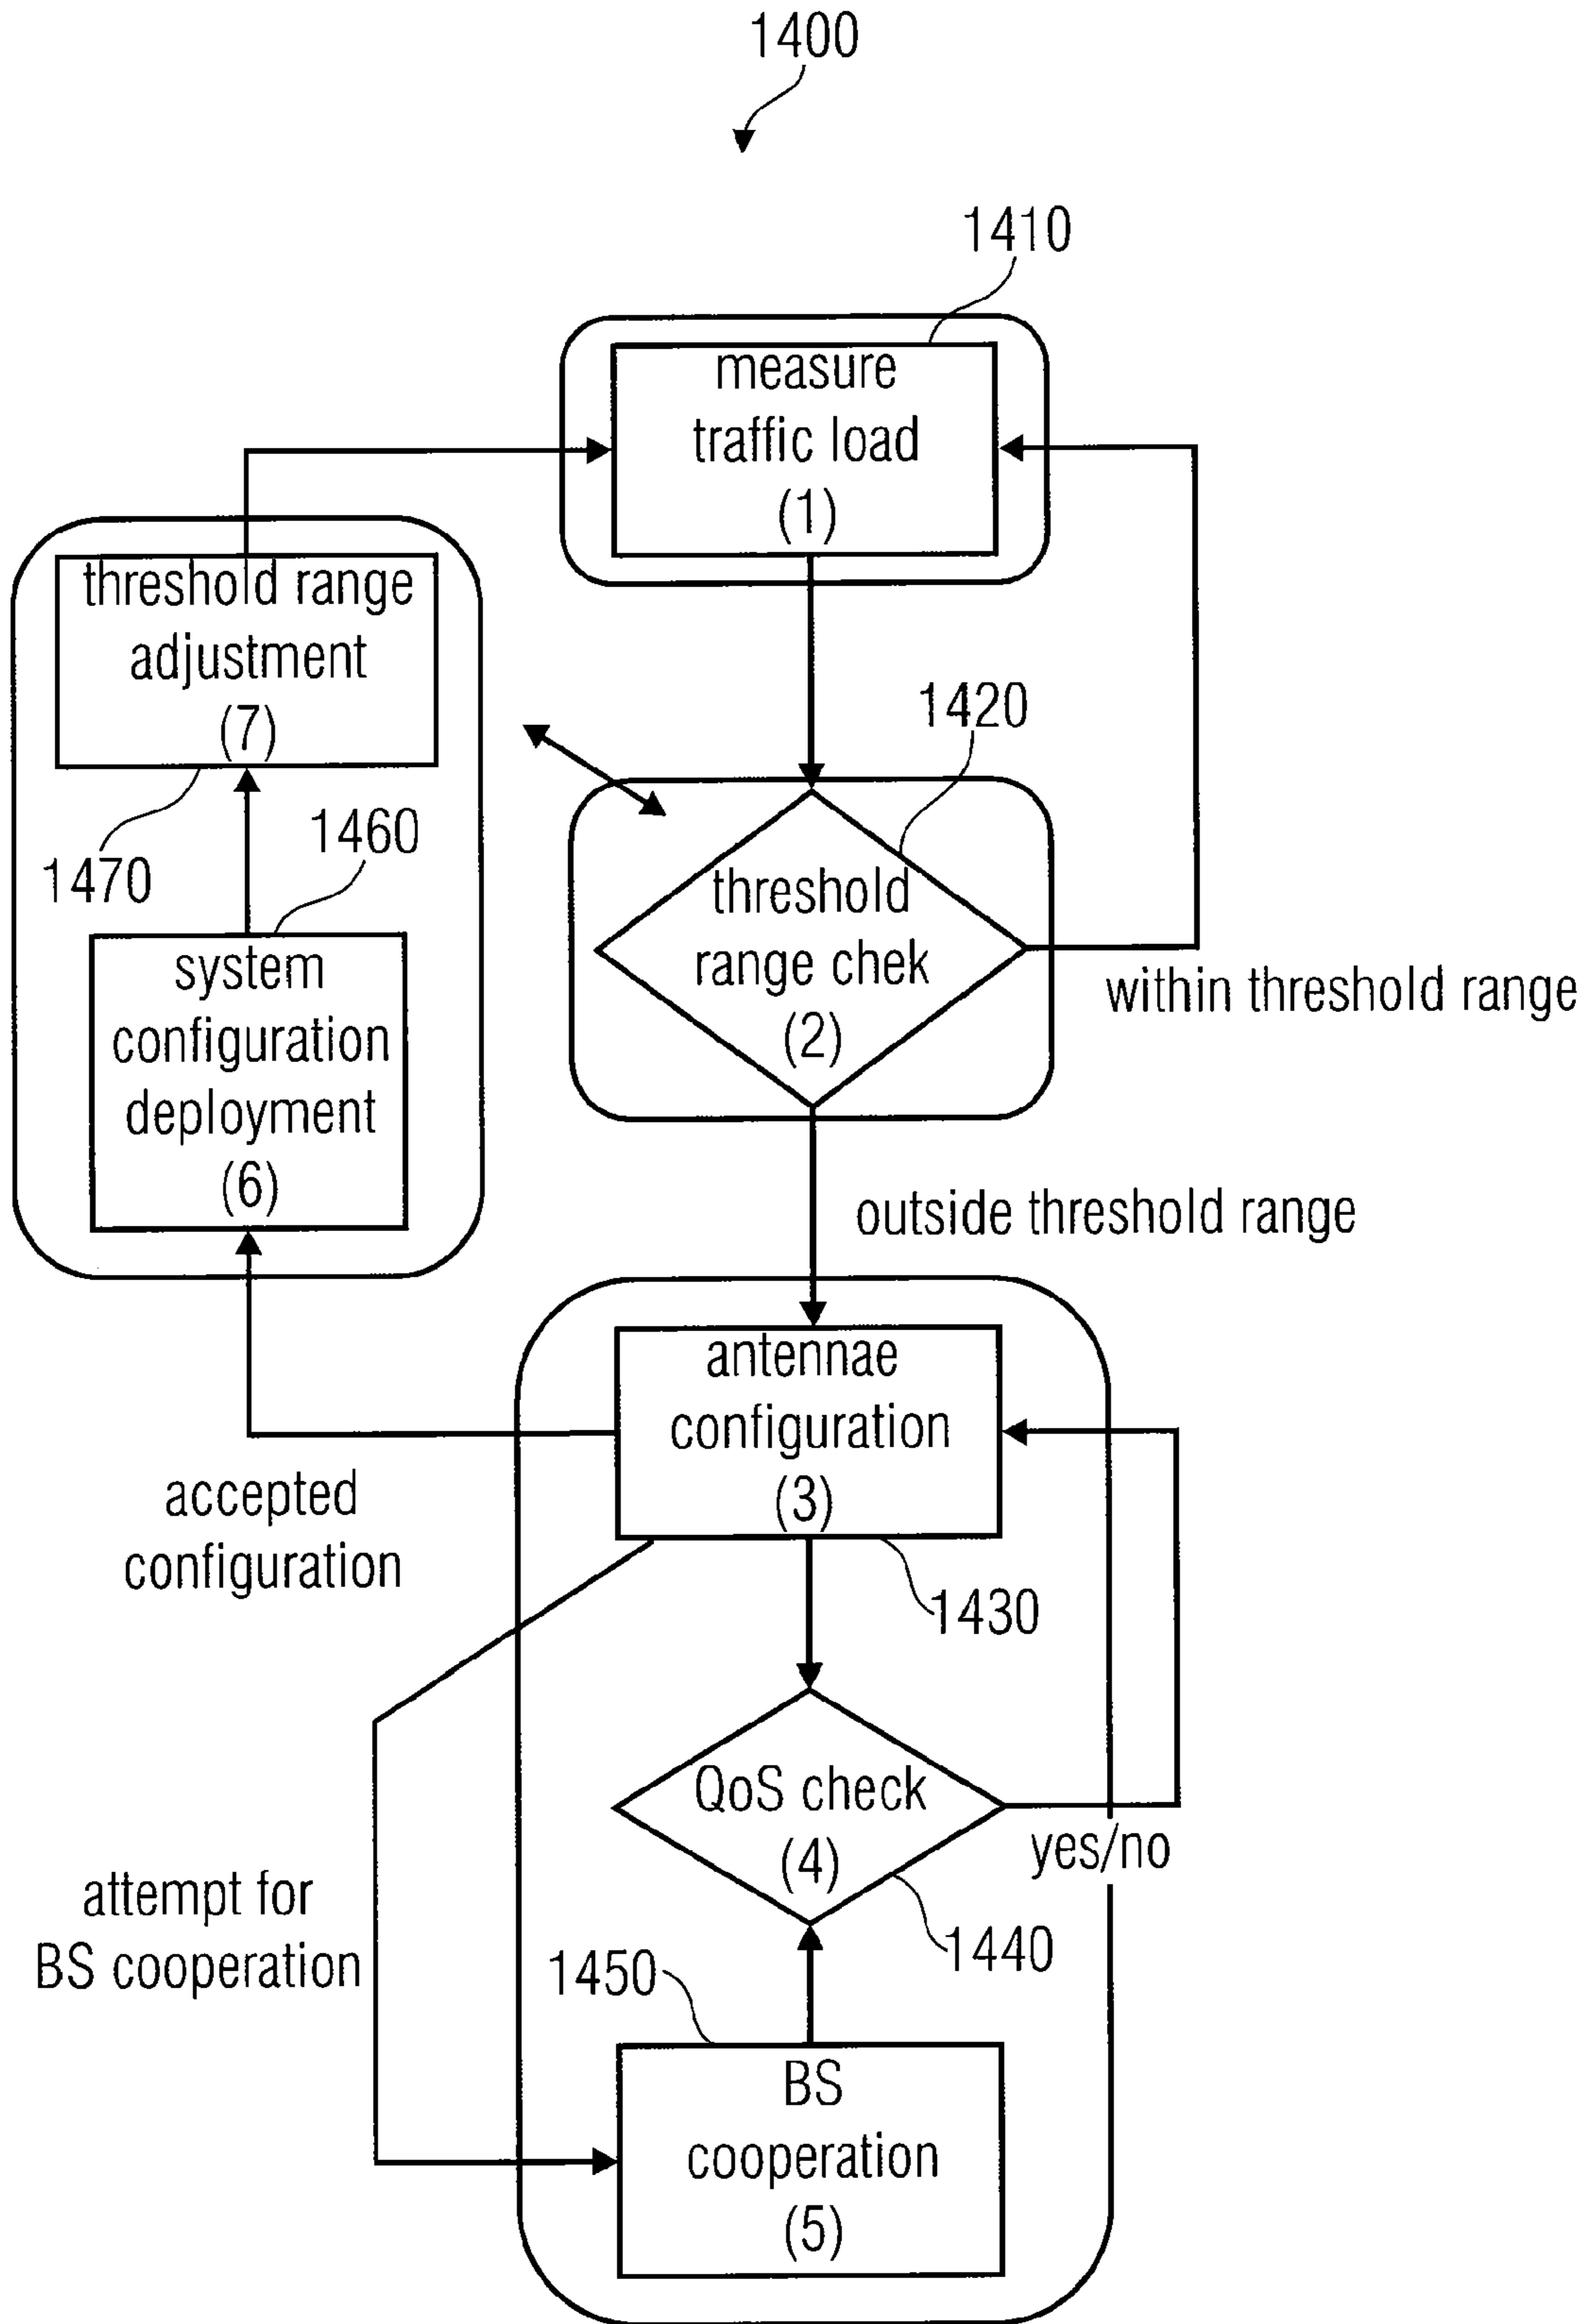 1400
1410
measure
traffic load
(1)
threshold range
adjustment
(7)
1420
1460
1470
threshold
range chek
(2)
within threshold range
system
configuration
deployment
(6)
outside threshold range
antennae
configuration
(3)
accepted
configuration
1430
QoS check
(4)
yes/no
attempt for
BS cooperation
1440
1450
BS
cooperation
(5)